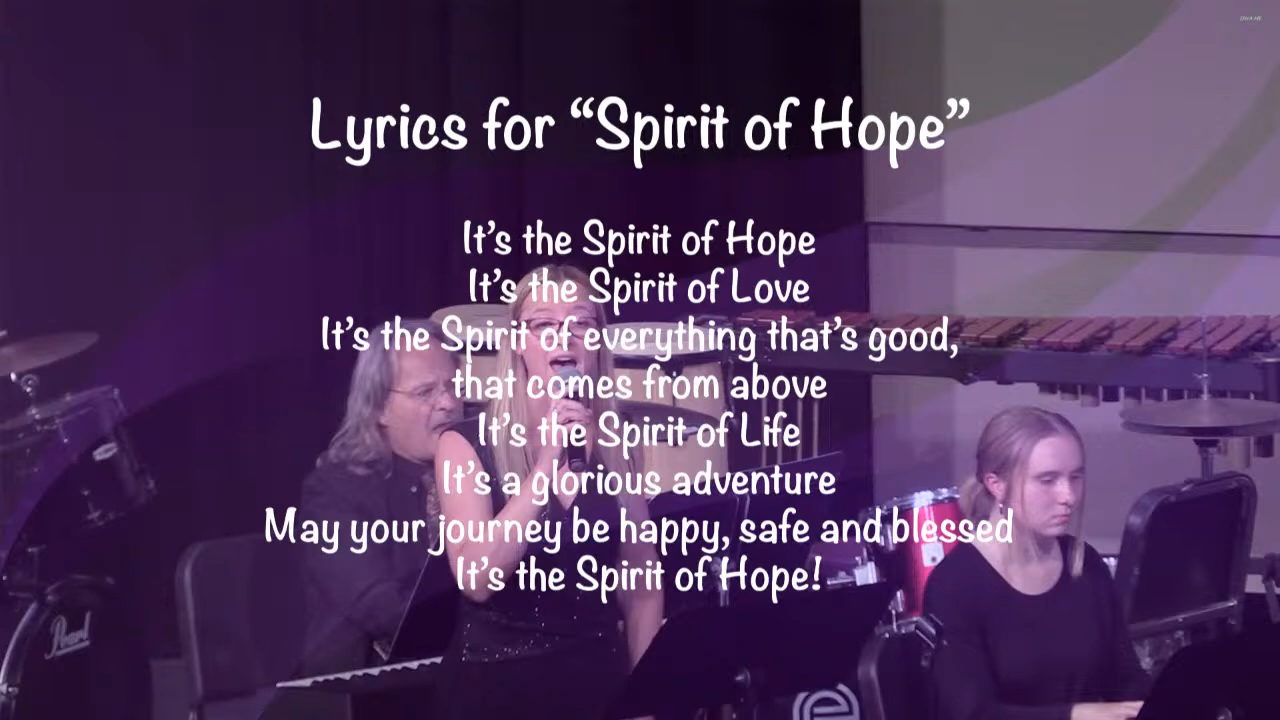 Lyrics for “Spirit of Hope”
It’s the Spirit of Hope
It’s the Spirit of Love
It’s the Spirit of everything that’s good,
that comes from above
It’s the Spirit of Life
It’s a glorious adventure
May your journey be happy, safe and blessed
It’s the Spirit of Hope!
Pearl